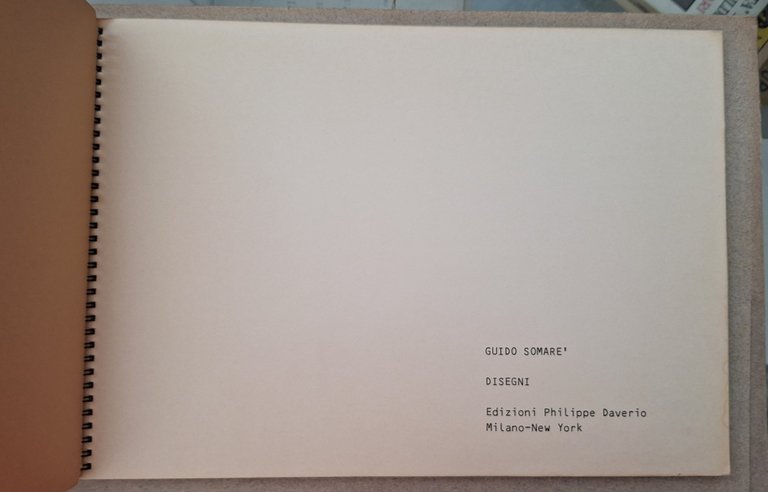 GUIDO SOMARE'
DISEGNI
Edizioni Philippe Daverio
Milano-New York